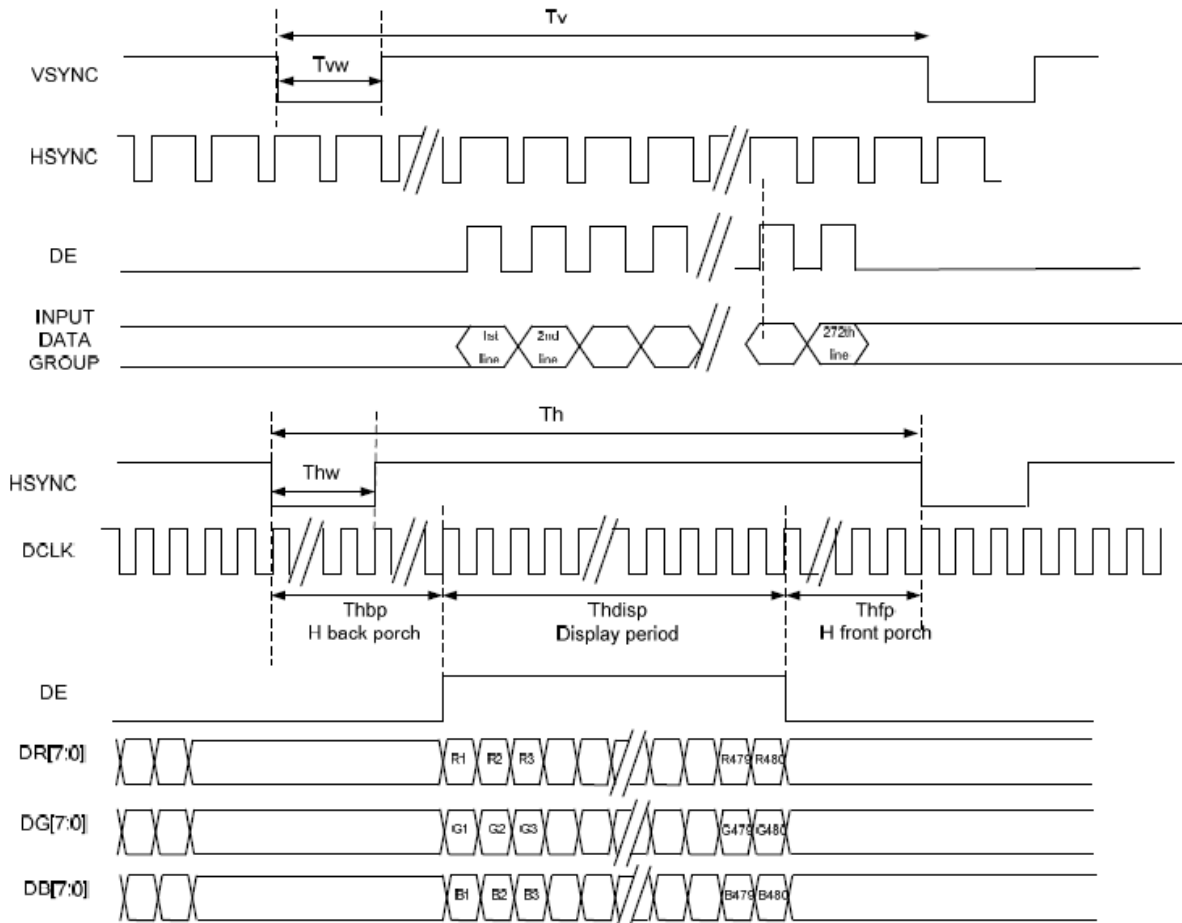 Tv
VSYNC
Tvw
HSYNC
DE
INPUT
DATA
GROUP
1st
line
2nd
line
272th
line
Th
HSYNC
Thw
DCLK
Thbp
H back porch
Thdisp
Display period
Thfp
H front porch
DE
DR[7:0]
R1 R2 R3 R479 R480
DG[7:0]
G1 G2 G3 G479 G480
DB[7:0]
B1 B2 B3 B479 B480